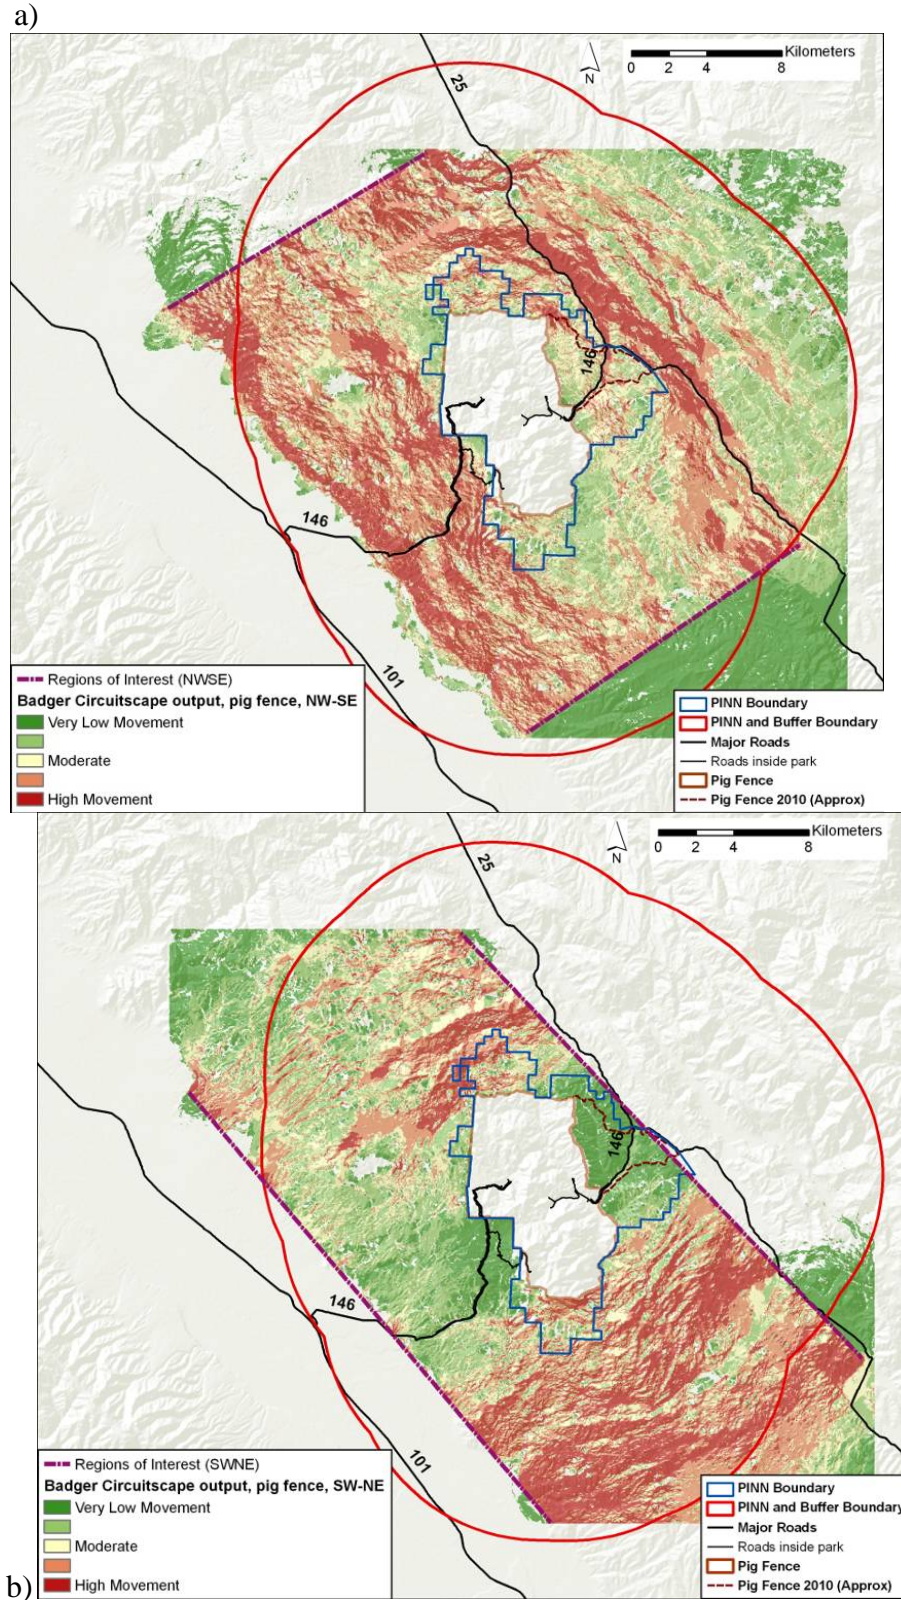 a)
Kilometers
0 2 4 8
N
25
146
146
101
Regions of Interest (NWSE)
Badger Circuitscape output, pig fence, NW-SE
Very Low Movement
Moderate
High Movement
PINN Boundary
PINN and Buffer Boundary
Major Roads
Roads inside park
Pig Fence
Pig Fence 2010 (Approx)
Kilometers
0 2 4 8
N
25
146
146
101
Regions of Interest (SWNE)
Badger Circuitscape output, pig fence, SW-NE
Very Low Movement
Moderate
High Movement
PINN Boundary
PINN and Buffer Boundary
Major Roads
Roads inside park
Pig Fence
Pig Fence 2010 (Approx)
b)